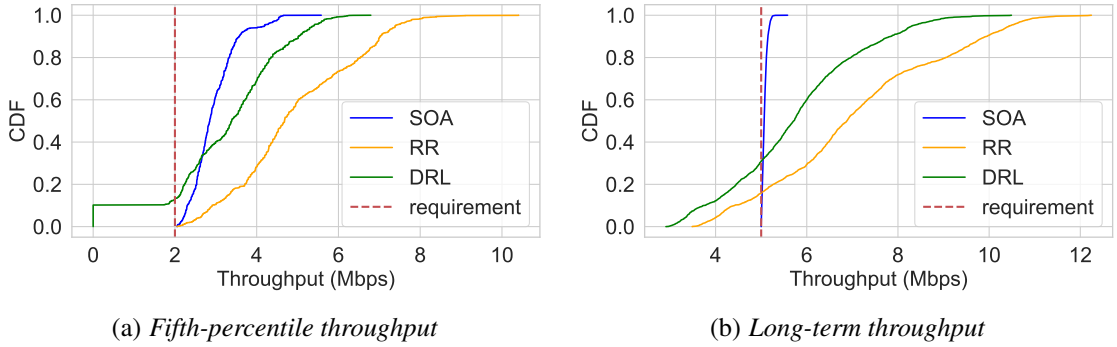 1.0
0.8
0.6
0.4
0.2
0.0
CDF
SOA
RR
DRL
requirement
0 2 4 6 8 10
Throughput (Mbps)
(a) Fifth-percentile throughput
1.0
0.8
0.6
0.4
0.2
0.0
CDF
SOA
RR
DRL
requirement
4 6 8 10 12
Throughput (Mbps)
(b) Long-term throughput